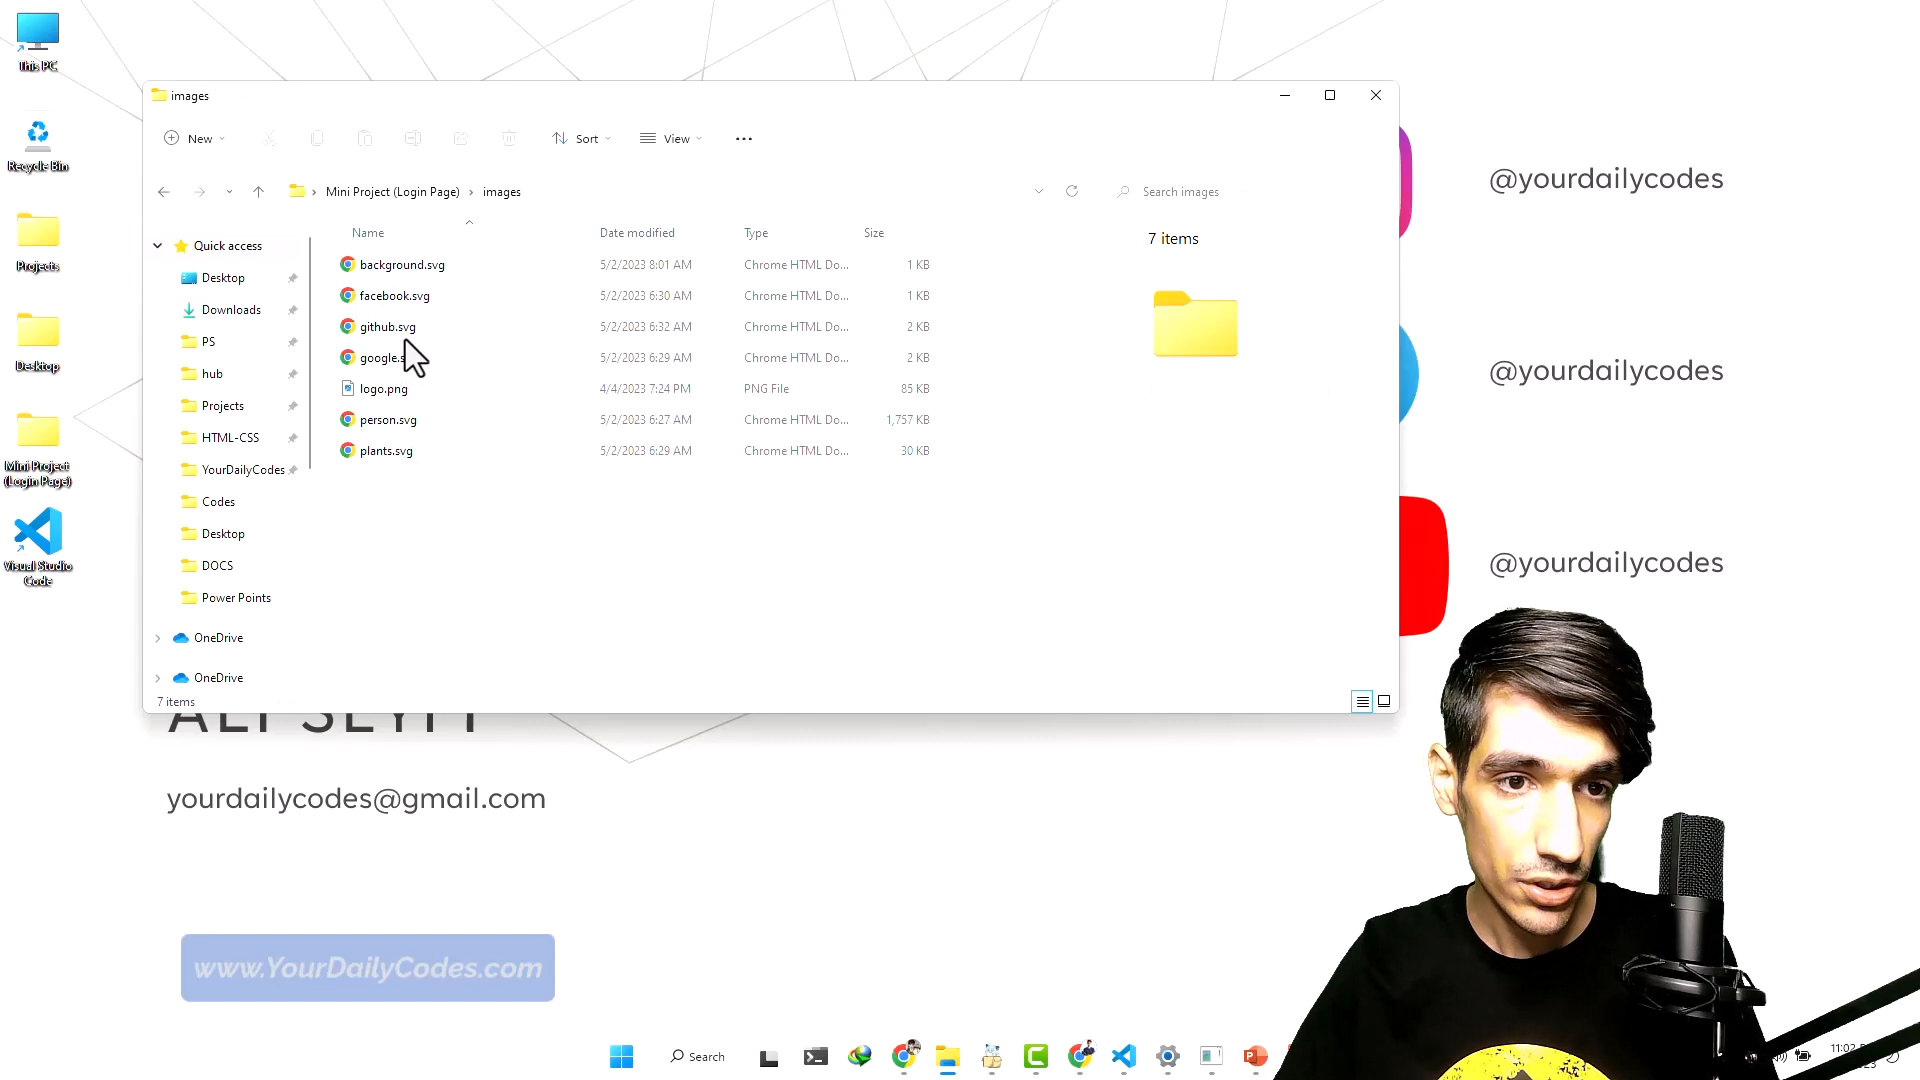 This PC
Recycle Bin
Projects
Desktop
Mini Project
(Login Page)
Visual Studio
Code
images
New
Sort
View
Mini Project (Login Page)
images
Search images
Name
Date modified
Type
Size
background.svg 5/2/2023 8:01 AM Chrome HTML Do... 1 KB
facebook.svg 5/2/2023 6:30 AM Chrome HTML Do... 1 KB
github.svg 5/2/2023 6:32 AM Chrome HTML Do... 2 KB
google.s 5/2/2023 6:29 AM Chrome HTML Do... 2 KB
logo.png 4/4/2023 7:24 PM PNG File 85 KB
person.svg 5/2/2023 6:27 AM Chrome HTML Do... 1,757 KB
plants.svg 5/2/2023 6:29 AM Chrome HTML Do... 30 KB
7 items
Quick access
Desktop
Downloads
PS
hub
Projects
HTML-CSS
YourDailyCodes
Codes
Desktop
DOCS
Power Points
OneDrive
OneDrive
7 items
@yourdailycodes
@yourdailycodes
@yourdailycodes
yourdailycodes@gmail.com
www.YourDailyCodes.com
Search
11:02